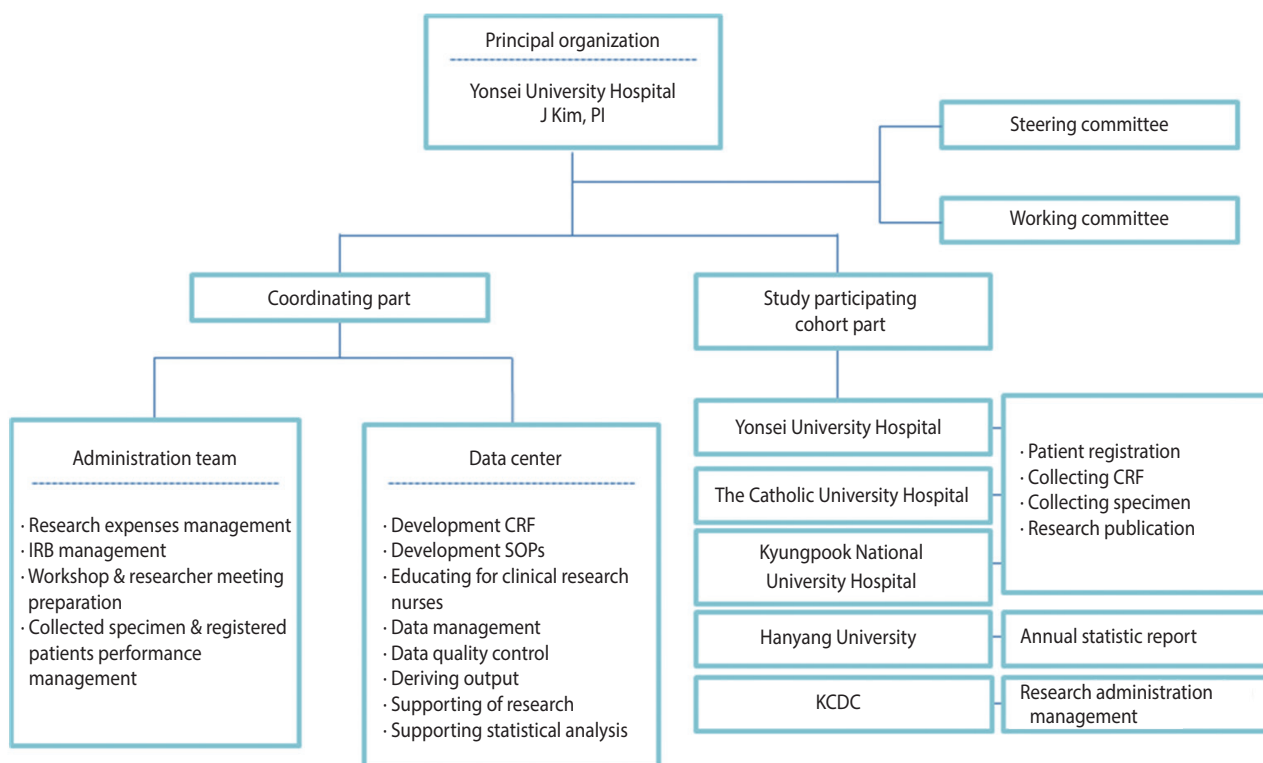 Principal organization
Yonsei University Hospital
J Kim, PI
Steering committee
Working committee
Coordinating part
Study participating
cohort part
Administration team
· Research expenses management
· IRB management
· Workshop & researcher meeting
preparation
· Collected specimen & registered
patients performance
management
Data center
· Development CRF
· Development SOPs
· Educating for clinical research
nurses
· Data management
· Data quality control
· Deriving output
· Supporting of research
· Supporting statistical analysis
Yonsei University Hospital
The Catholic University Hospital
Kyungpook National
University Hospital
· Patient registration
· Collecting CRF
· Collecting specimen
· Research publication
Hanyang University
Annual statistic report
KCDC
Research administration
management